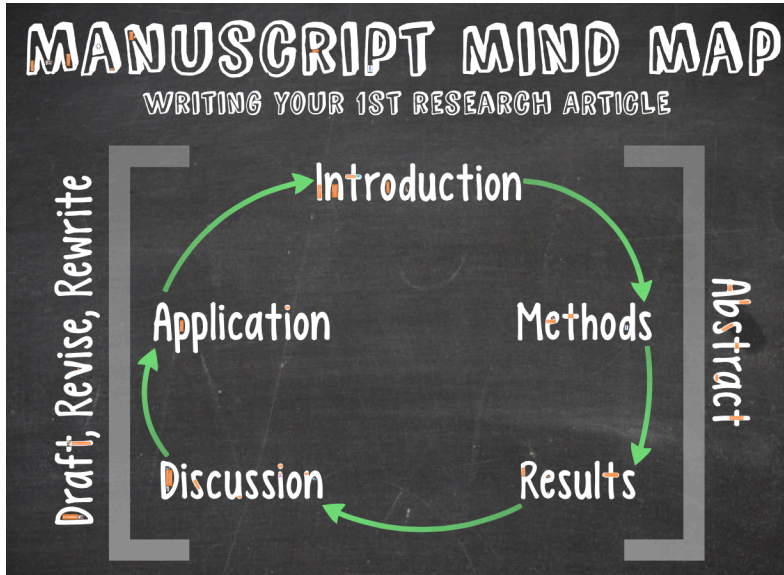 MANUSCRIPT MIND MAP
WRITING YOUR 1ST RESEARCH ARTICLE
Draft, Revise, Rewrite
Introduction
Methods
Results
Discussion
Application
Abstract